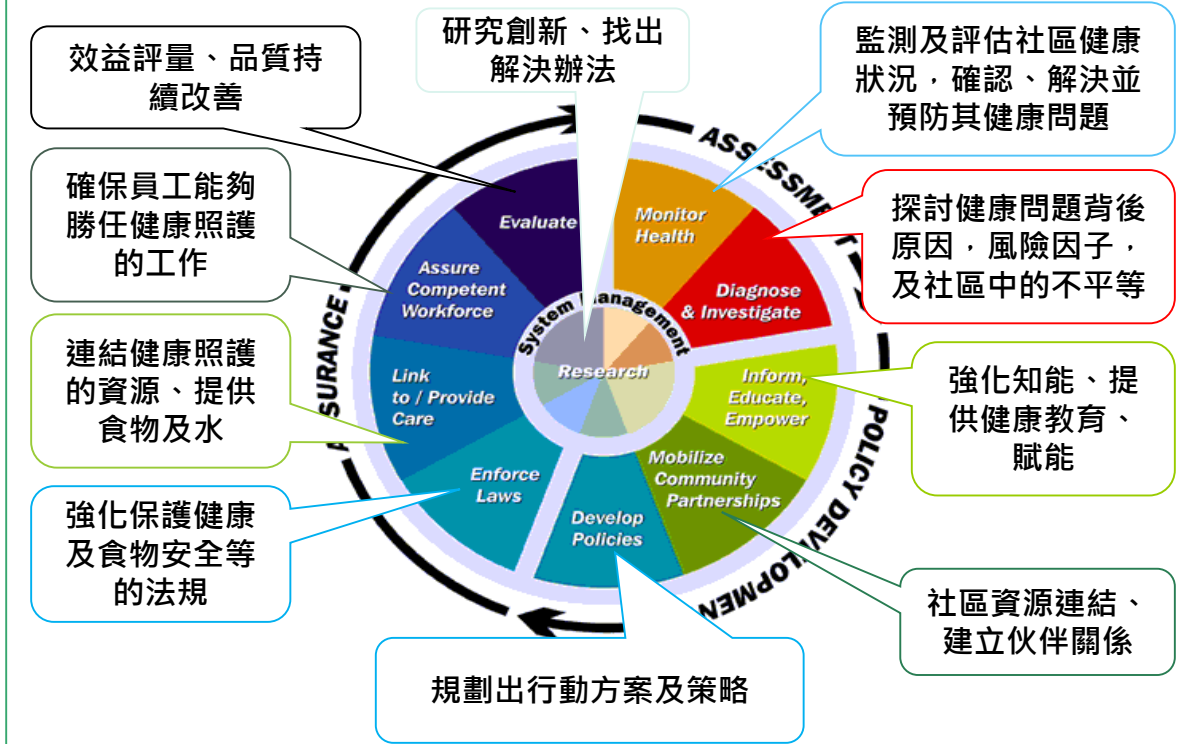 研究創新、找出
解決辦法
監測及評估社區健康
狀況，確認、解決並
預防其健康問題
效益評量、品質持
續改善
確保員工能夠
勝任健康照護
的工作
探討健康問題背後
原因，風險因子，
及社區中的不平等
連結健康照護
的資源、提供
食物及水
強化知能、提
供健康教育、
賦能
強化保護健康
及食物安全等
的法規
社區資源連結、
建立伙伴關係
規劃出行動方案及策略
ASSESSMENT
POLICY DEVELOPMEN
A SURANCE
Evaluate
Monitor
Health
Diagnose
& Investigate
Inform,
Educate,
Empower
Mobilize
Community
Partnerships
Develop
Policies
Enforce
Laws
Link
to / Provide
Care
Assure
Competent
Workforce
System Management
Research